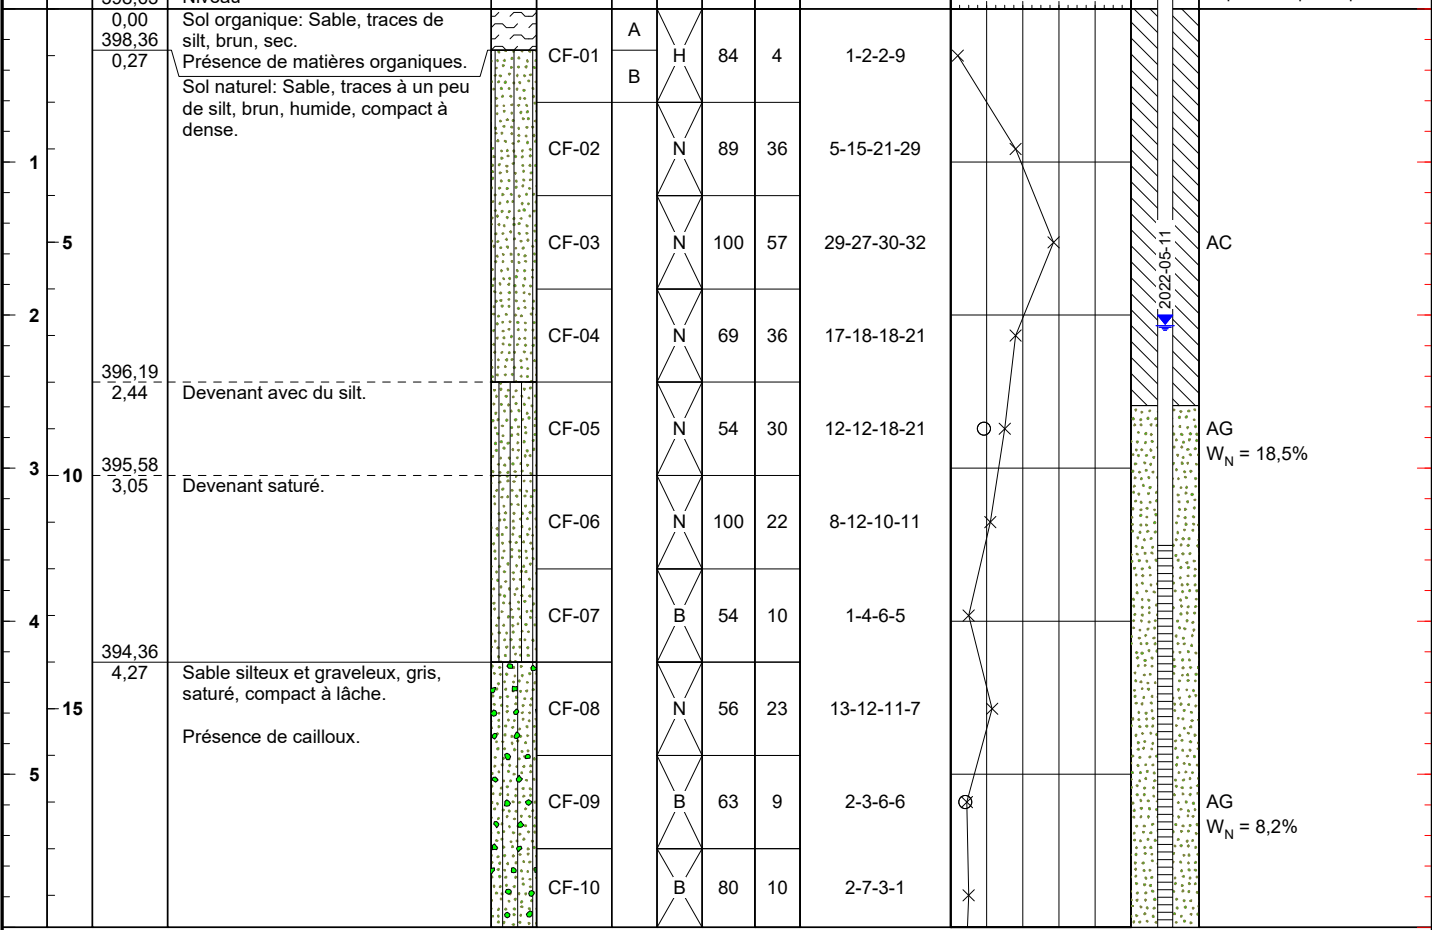 0,00 Sol organique: Sable, traces de
398,36 silt, brun, sec.
0,27 Présence de matières organiques.
Sol naturel: Sable, traces à un peu
de silt, brun, humide, compact à
dense.
A
B
CF-01 H 84 4 1-2-2-9
1
CF-02 N 89 36 5-15-21-29
5
CF-03 N 100 57 29-27-30-32
AC
2022-05-11
2
CF-04 N 69 36 17-18-18-21
396,19
2,44 Devenant avec du silt.
CF-05 N 54 30 12-12-18-21
AG
W_N = 18,5%
3
10
395,58
3,05 Devenant saturé.
CF-06 N 100 22 8-12-10-11
4
CF-07 B 54 10 1-4-6-5
394,36
4,27 Sable silteux et graveleux, gris,
saturé, compact à lâche.
15
CF-08 N 56 23 13-12-11-7
Présence de cailloux.
5
CF-09 B 63 9 2-3-6-6
AG
W_N = 8,2%
CF-10 B 80 10 2-7-3-1